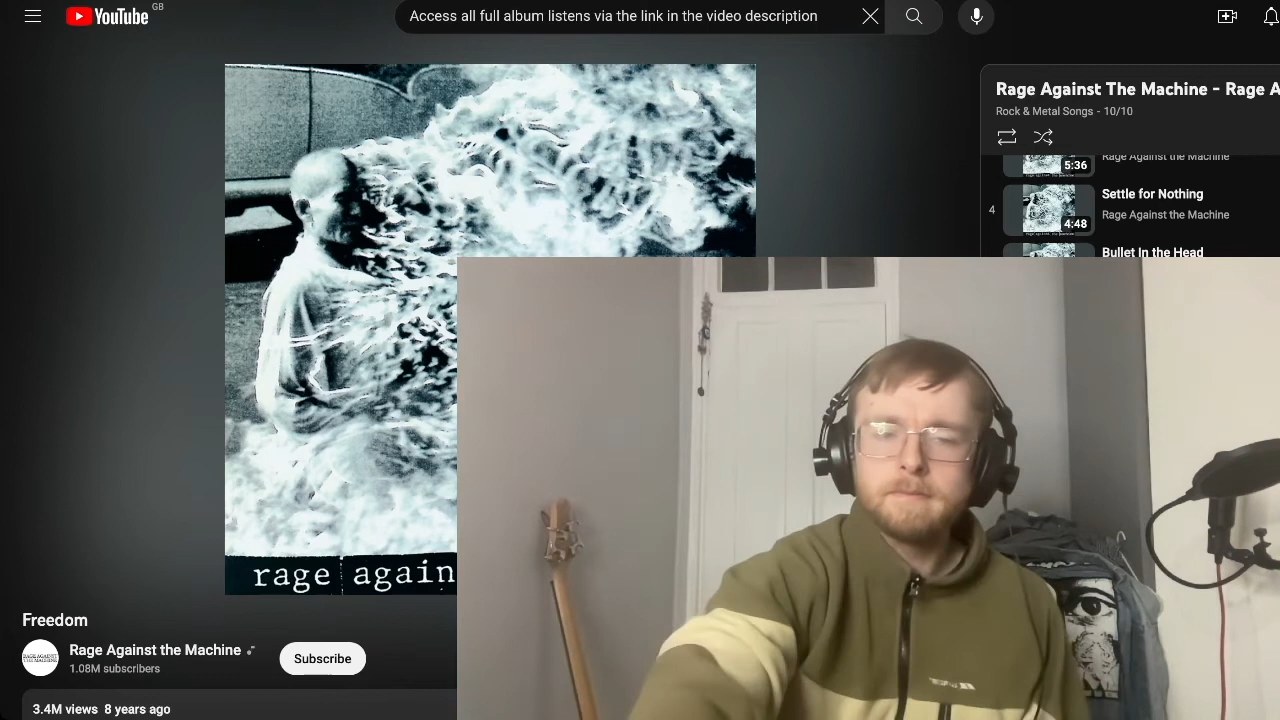 YouTube GB
Access all full album listens via the link in the video description
Rage Against The Machine - Rage A
Rock & Metal Songs - 10/10
5:36
Rage Against the Machine
4
4:48
Settle for Nothing
Rage Against the Machine
Bullet In the Head
rage again
Freedom
Rage Against the Machine
1.08M subscribers
Subscribe
3.4M views 8 years ago